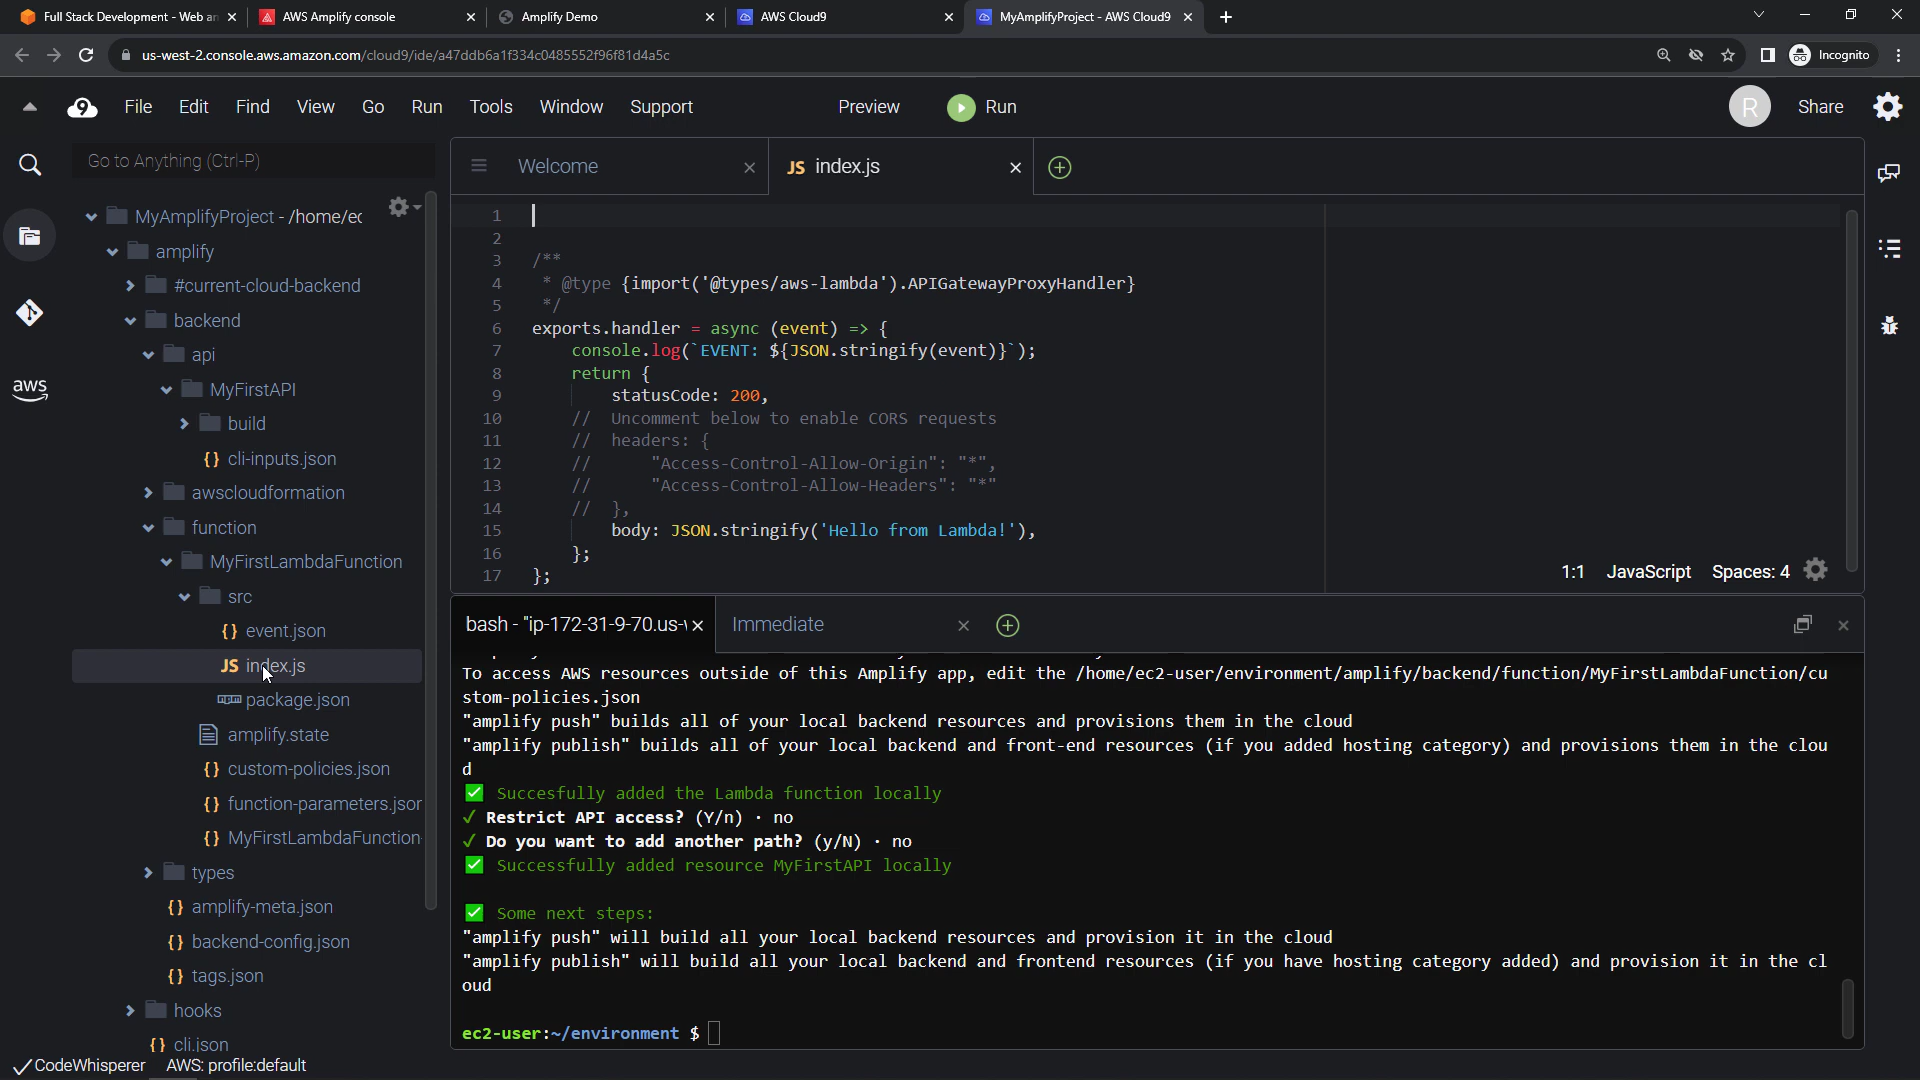 Full Stack Development - Web an
AWS Amplify console
Amplify Demo
AWS Cloud9
MyAmplifyProject - AWS Cloud9
us-west-2.console.aws.amazon.com/cloud9/ide/a47ddb6a1f334c0485552f96f81d4a5c
Incognito
9 File Edit Find View Go Run Tools Window Support Preview Run R Share
Go to Anything (Ctrl-P)
aws
MyAmplifyProject - /home/ec
amplify
#current-cloud-backend
backend
api
MyFirstAPI
build
{} cli-inputs.json
awscloudformation
function
MyFirstLambdaFunction
src
{} event.json
JS index.js
package.json
amplify.state
{} custom-policies.json
{} function-parameters.jsor
{} MyFirstLambdaFunction-
types
{} amplify-meta.json
{} backend-config.json
{} tags.json
hooks
{} cli.json
Welcome
JS index.js
1
2
3 /**
4 * @type {import('@types/aws-lambda').APIGatewayProxyHandler}
5 */
6 exports.handler = async (event) => {
7 console.log(`EVENT: ${JSON.stringify(event)}`);
8 return {
9 statusCode: 200,
10 // Uncomment below to enable CORS requests
11 // headers: {
12 // "Access-Control-Allow-Origin": "*",
13 // "Access-Control-Allow-Headers": "*"
14 // },
15 body: JSON.stringify('Hello from Lambda!'),
16 };
17 };
1:1 JavaScript Spaces: 4
bash - "ip-172-31-9-70.us-
Immediate
To access AWS resources outside of this Amplify app, edit the /home/ec2-user/environment/amplify/backend/function/MyFirstLambdaFunction/cu
stom-policies.json
"amplify push" builds all of your local backend resources and provisions them in the cloud
"amplify publish" builds all of your local backend and front-end resources (if you added hosting category) and provisions them in the clou
d
✅ Succesfully added the Lambda function locally
✓ Restrict API access? (Y/n) · no
✓ Do you want to add another path? (y/N) · no
✅ Successfully added resource MyFirstAPI locally
✅ Some next steps:
"amplify push" will build all your local backend resources and provision it in the cloud
"amplify publish" will build all your local backend and frontend resources (if you have hosting category added) and provision it in the cl
oud
ec2-user:~/environment $
✓ CodeWhisperer AWS: profile:default